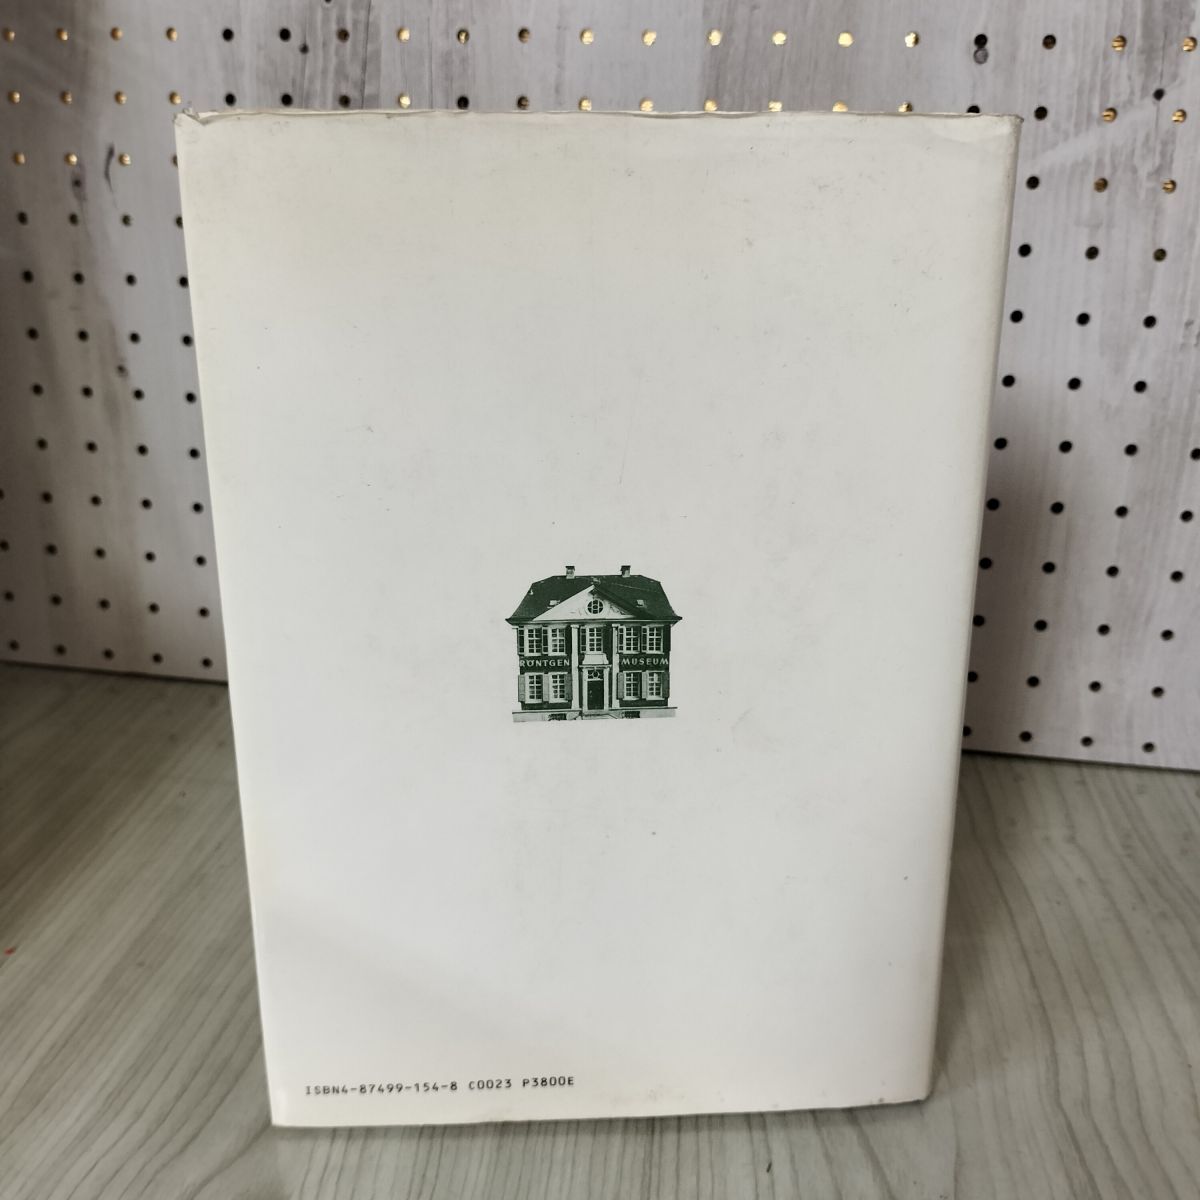 RÖNTGEN MUSEUM
ISBN4-87499-154-8 C0023 P3800E